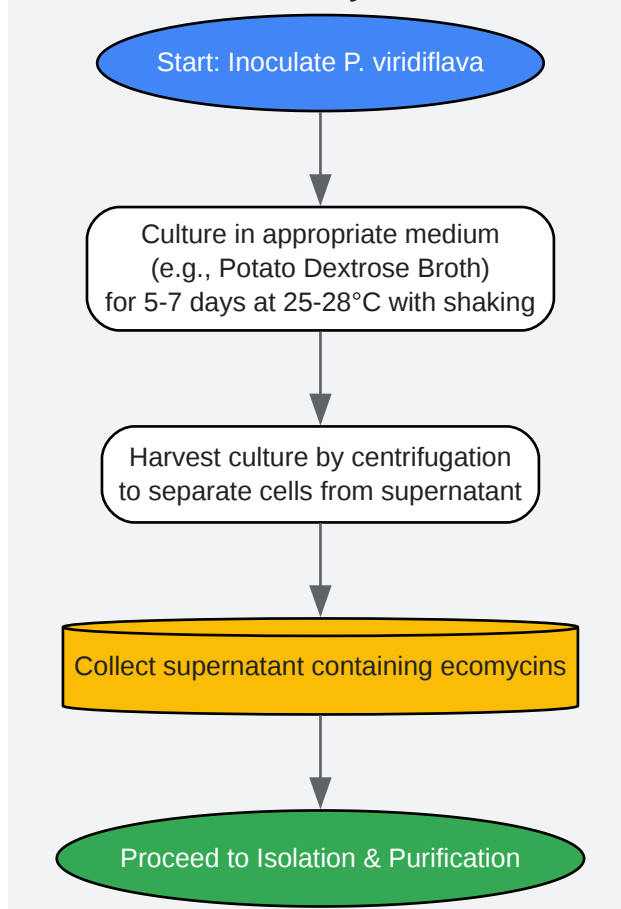 Start: Inoculate P. viridiflava
Culture in appropriate medium
(e.g., Potato Dextrose Broth)
for 5-7 days at 25-28°C with shaking
Harvest culture by centrifugation
to separate cells from supernatant
Collect supernatant containing ecomycins
Proceed to Isolation & Purification